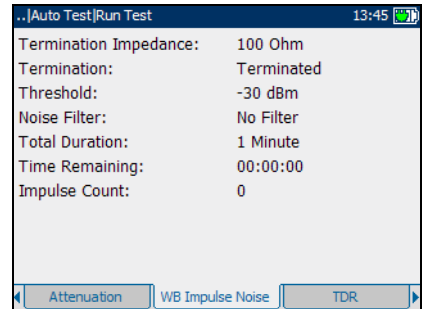 ..|Auto Test|Run Test 13:45
Termination Impedance: 100 Ohm
Termination: Terminated
Threshold: -30 dBm
Noise Filter: No Filter
Total Duration: 1 Minute
Time Remaining: 00:00:00
Impulse Count: 0
Attenuation WB Impulse Noise TDR